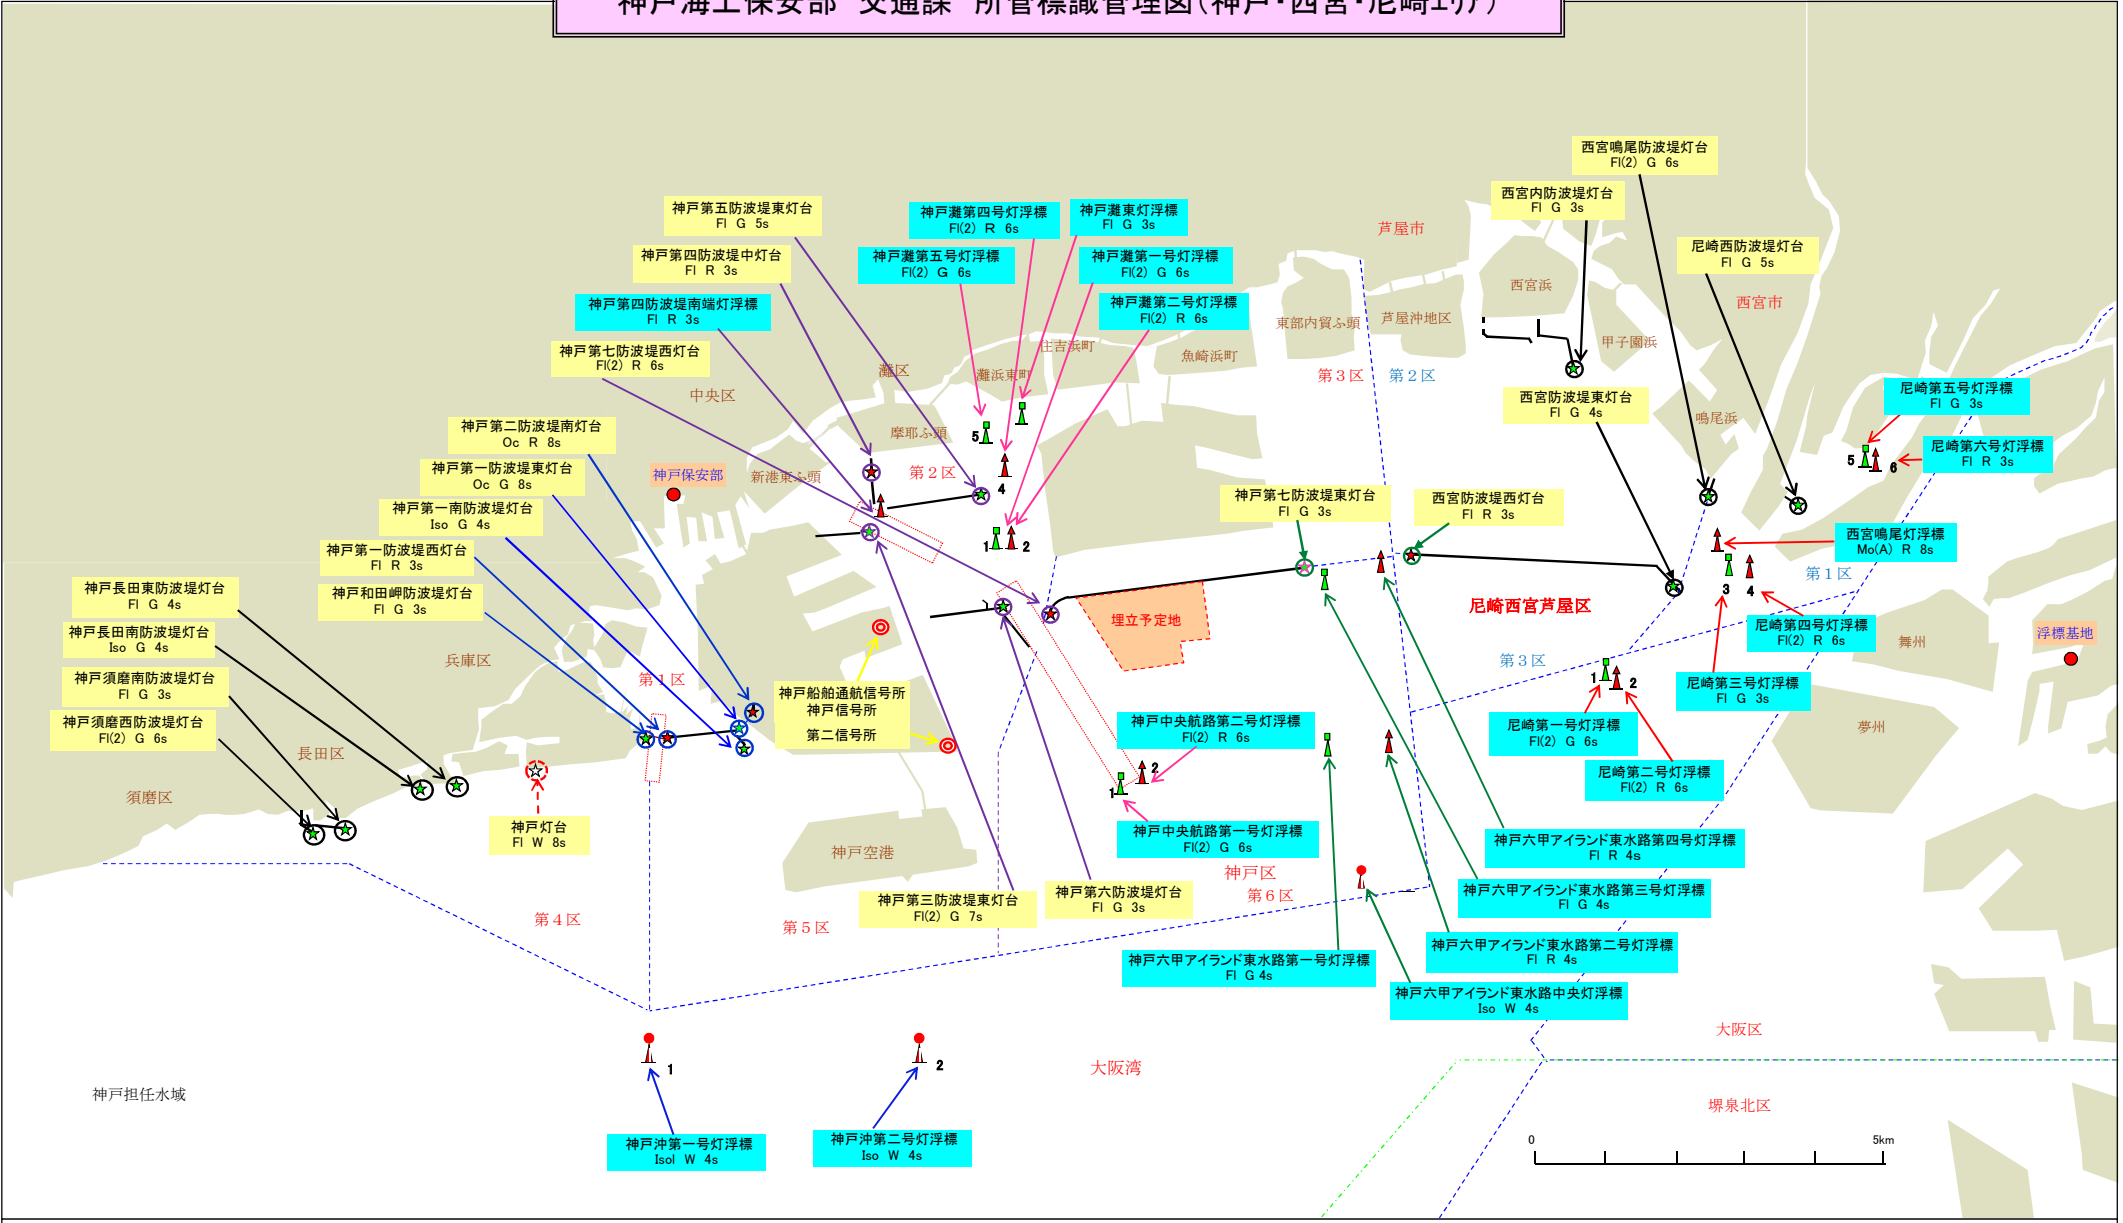 神戸海上保安部 交通課 所管標識管理図(神戸・西宮・尼崎ｴﾘｱ)
西宮鳴尾防波堤灯台
Fl(2) G 6s
西宮内防波堤灯台
Fl G 3s
尼崎西防波堤灯台
Fl G 5s
神戸第五防波堤東灯台
Fl G 5s
神戸灘第四号灯浮標
Fl(2) R 6s
神戸灘東灯浮標
Fl G 3s
神戸第四防波堤中灯台
Fl R 3s
神戸灘第五号灯浮標
Fl(2) G 6s
神戸灘第一号灯浮標
Fl(2) G 6s
神戸第四防波堤南端灯浮標
Fl R 3s
神戸灘第二号灯浮標
Fl(2) R 6s
神戸第七防波堤西灯台
Fl(2) R 6s
芦屋市
西宮浜
西宮市
東部内貿ふ頭
芦屋沖地区
甲子園浜
住吉浜町
魚崎浜町
灘区
灘浜東町
中央区
第３区
第２区
摩耶ふ頭
第２区
新港東ふ頭
鳴尾浜
西宮防波堤東灯台
Fl G 4s
尼崎第五号灯浮標
Fl G 3s
尼崎第六号灯浮標
Fl R 3s
5
6
5
4
1
2
神戸第二防波堤南灯台
Oc R 8s
神戸第一防波堤東灯台
Oc G 8s
神戸保安部
神戸第一南防波堤灯台
Iso G 4s
神戸第一防波堤西灯台
Fl R 3s
神戸和田岬防波堤灯台
Fl G 3s
神戸長田東防波堤灯台
Fl G 4s
神戸長田南防波堤灯台
Iso G 4s
神戸須磨南防波堤灯台
Fl G 3s
神戸須磨西防波堤灯台
Fl(2) G 6s
神戸第七防波堤東灯台
Fl G 3s
西宮防波堤西灯台
Fl R 3s
西宮鳴尾灯浮標
Mo(A) R 8s
第１区
3
4
尼崎西宮芦屋区
埋立予定地
尼崎第四号灯浮標
Fl(2) R 6s
舞州
浮標基地
第３区
1
2
尼崎第三号灯浮標
Fl G 3s
尼崎第一号灯浮標
Fl(2) G 6s
夢州
尼崎第二号灯浮標
Fl(2) R 6s
兵庫区
第１区
長田区
須磨区
神戸船舶通航信号所
神戸信号所
第二信号所
神戸中央航路第二号灯浮標
Fl(2) R 6s
2
1
神戸灯台
Fl W 8s
神戸中央航路第一号灯浮標
Fl(2) G 6s
神戸空港
神戸区
第６区
神戸六甲アイランド東水路第四号灯浮標
Fl R 4s
神戸六甲アイランド東水路第三号灯浮標
Fl G 4s
神戸第三防波堤東灯台
Fl(2) G 7s
神戸第六防波堤灯台
Fl G 3s
第４区
第５区
神戸六甲アイランド東水路第二号灯浮標
Fl R 4s
神戸六甲アイランド東水路第一号灯浮標
Fl G 4s
神戸六甲アイランド東水路中央灯浮標
Iso W 4s
大阪区
1
2
大阪湾
神戸担任水域
堺泉北区
神戸沖第一号灯浮標
Isol W 4s
神戸沖第二号灯浮標
Iso W 4s
0
5km